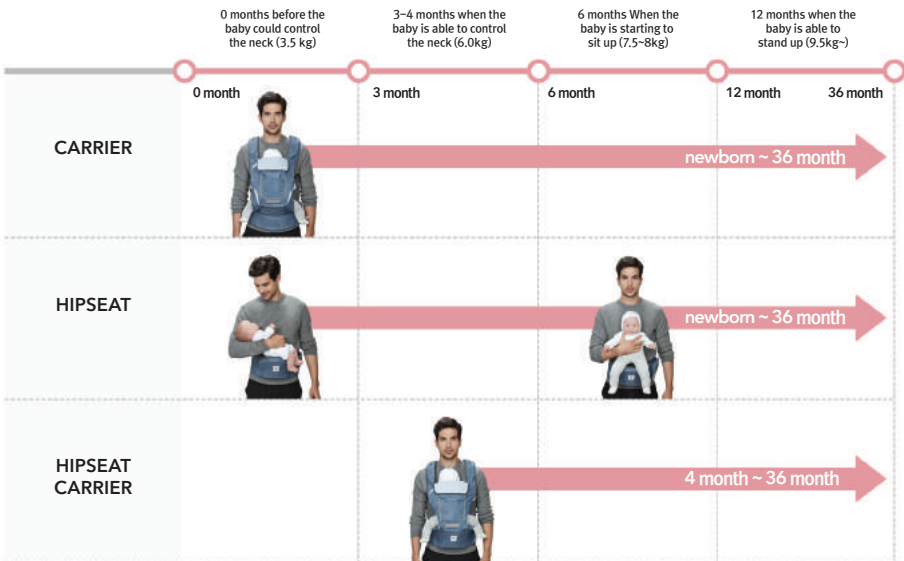 0 months before the
baby could control
the neck (3.5 kg)
3-4 months when the
baby is able to control
the neck (6.0kg)
6 months When the
baby is starting to
sit up (7.5~8kg)
12 months when the
baby is able to
stand up (9.5kg~)
0 month
3 month
6 month
12 month
36 month
CARRIER
newborn ~ 36 month
HIPSEAT
newborn ~ 36 month
HIPSEAT
CARRIER
4 month ~ 36 month